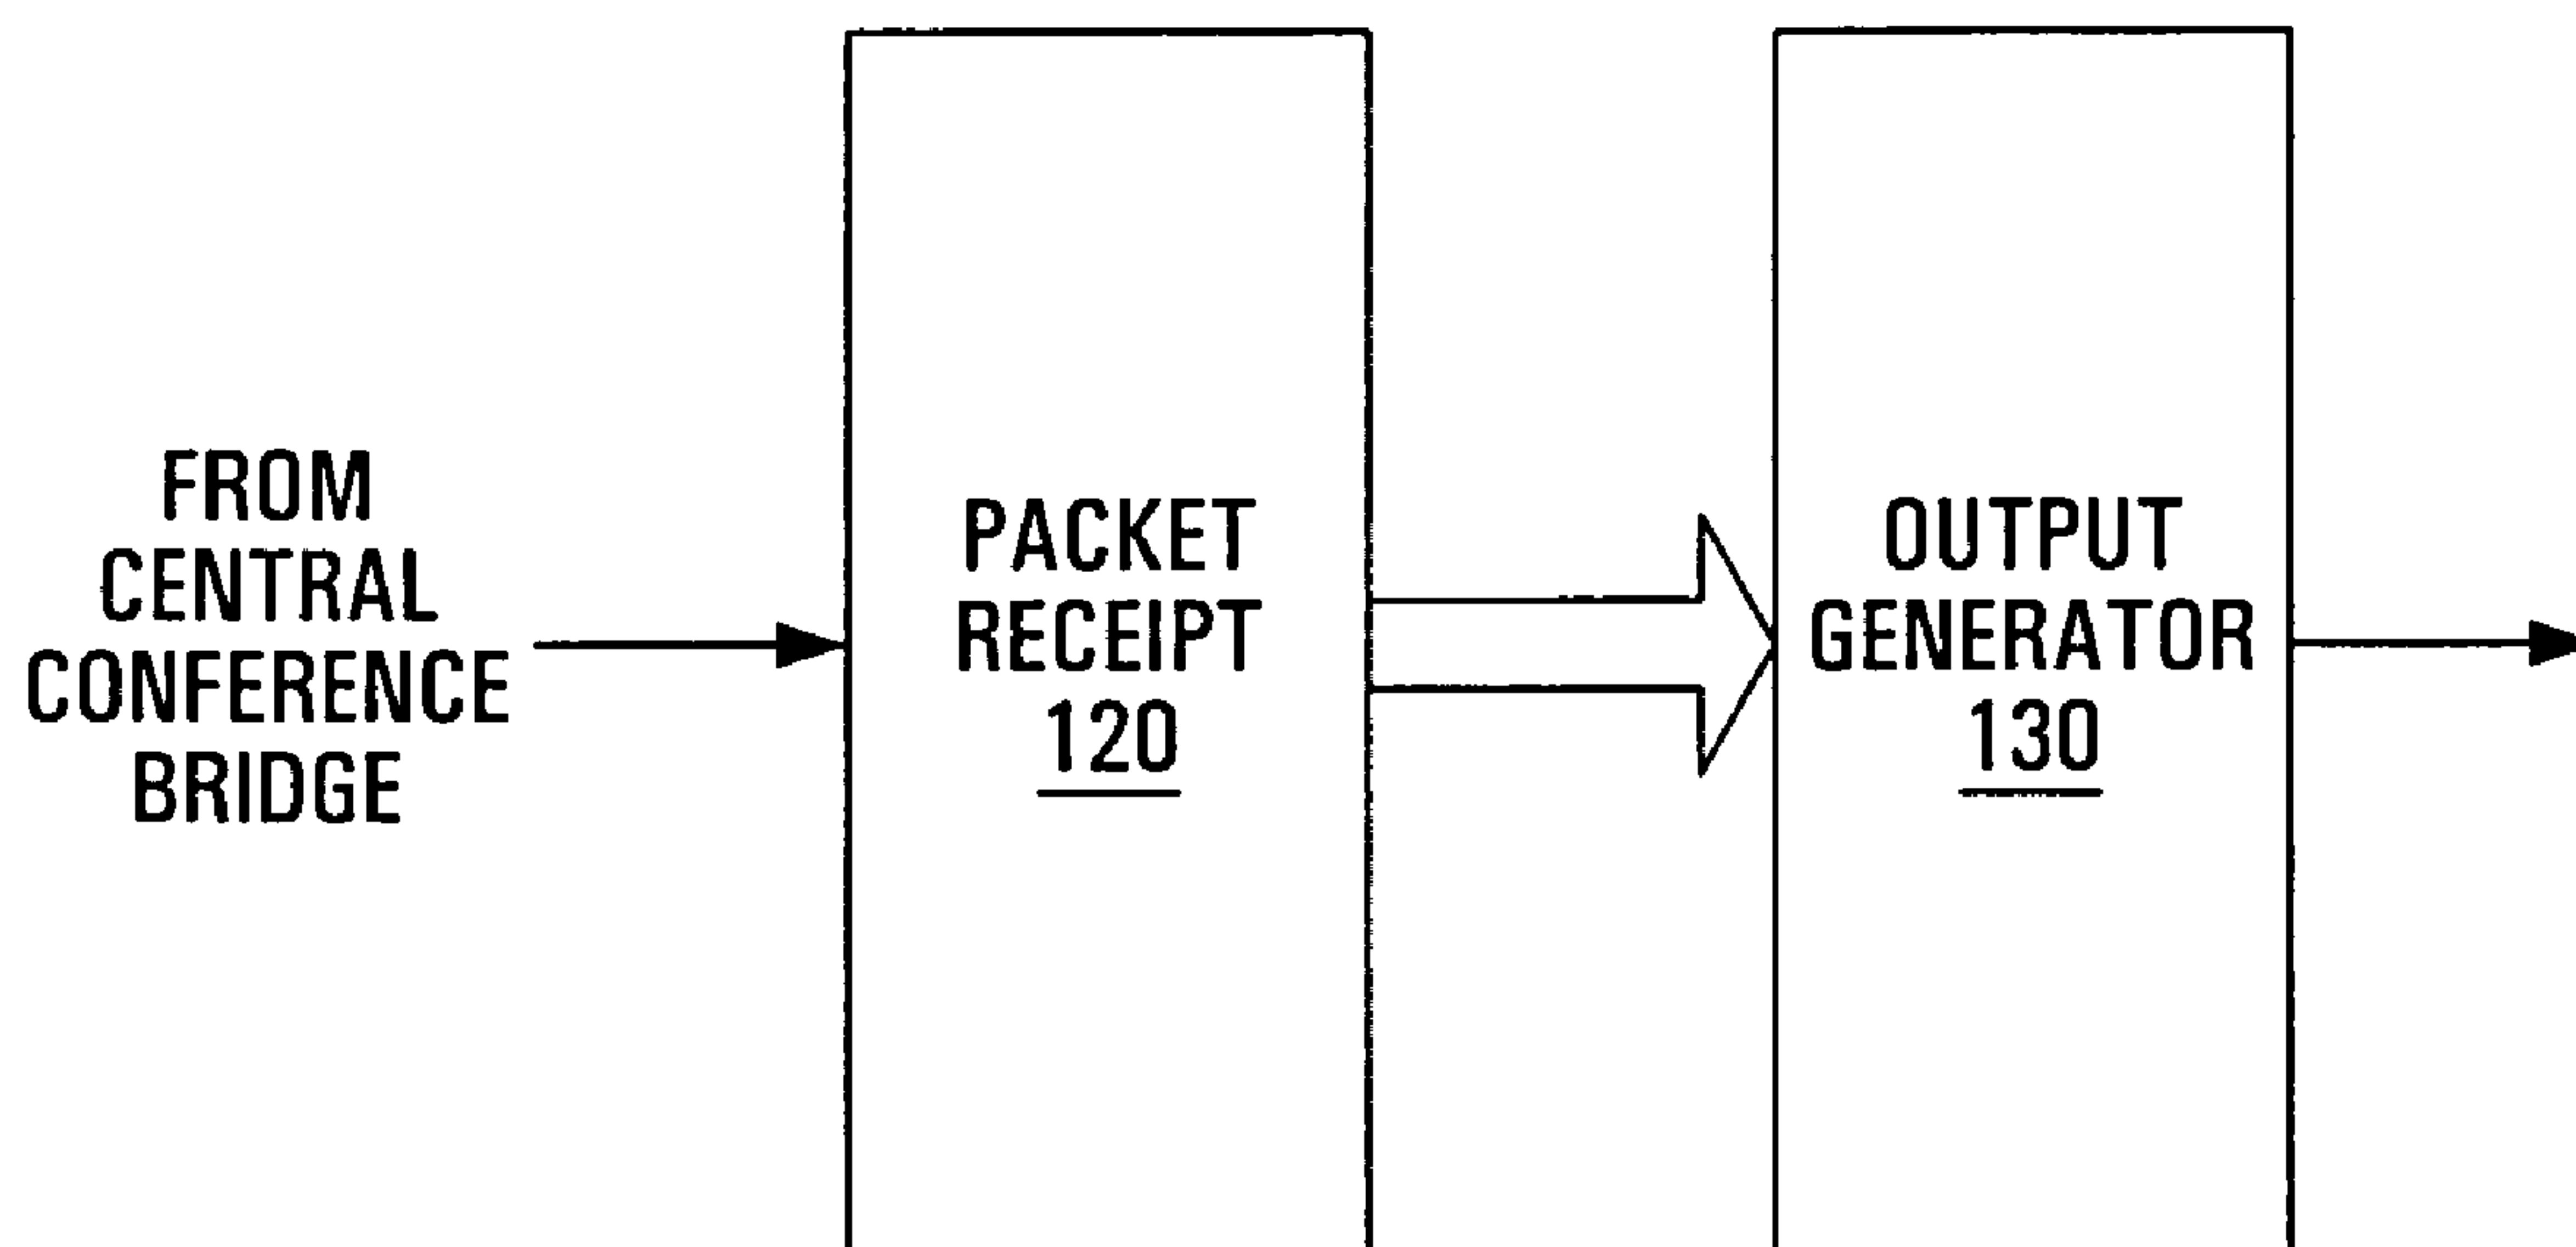 FROM
CENTRAL
CONFERENCE
BRIDGE
PACKET
RECEIPT
120
OUTPUT
GENERATOR
130